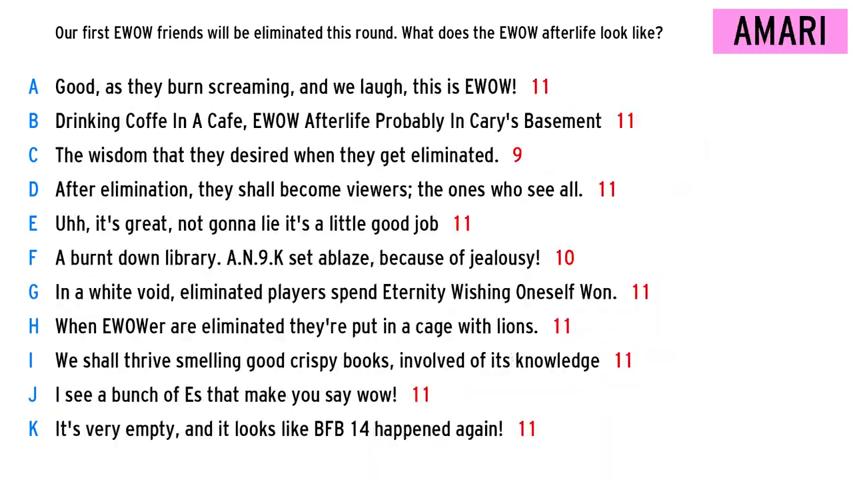 Our first EWOW friends will be eliminated this round. What does the EWOW afterlife look like?
AMARI
A Good, as they burn screaming, and we laugh, this is EWOW! 11
B Drinking Coffe In A Cafe, EWOW Afterlife Probably In Cary's Basement 11
C The wisdom that they desired when they get eliminated. 9
D After elimination, they shall become viewers; the ones who see all. 11
E Uhh, it's great, not gonna lie it's a little good job 11
F A burnt down library. A.N.9.K set ablaze, because of jealousy! 10
G In a white void, eliminated players spend Eternity Wishing Oneself Won. 11
H When EWOWer are eliminated they're put in a cage with lions. 11
I We shall thrive smelling good crispy books, involved of its knowledge 11
J I see a bunch of Es that make you say wow! 11
K It's very empty, and it looks like BFB 14 happened again! 11